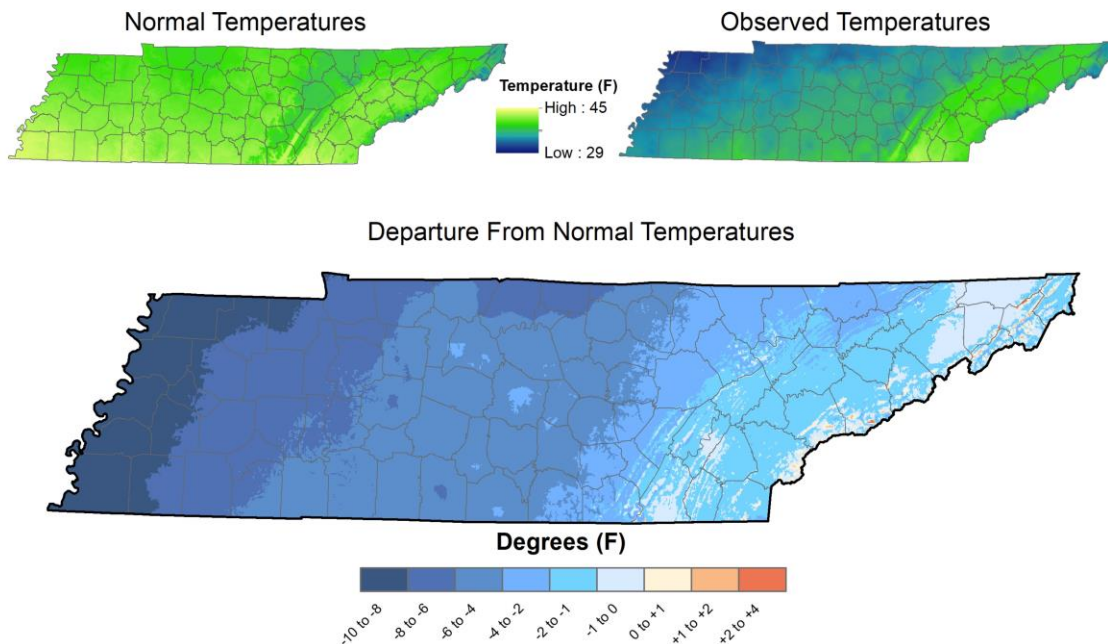 Normal Temperatures
Observed Temperatures
Temperature (F)
High : 45
Low : 29
Departure From Normal Temperatures
Degrees (F)
-10 to -8
-8 to -6
-6 to -4
-4 to -2
-2 to -1
-1 to 0
0 to +1
+1 to +2
+2 to +4